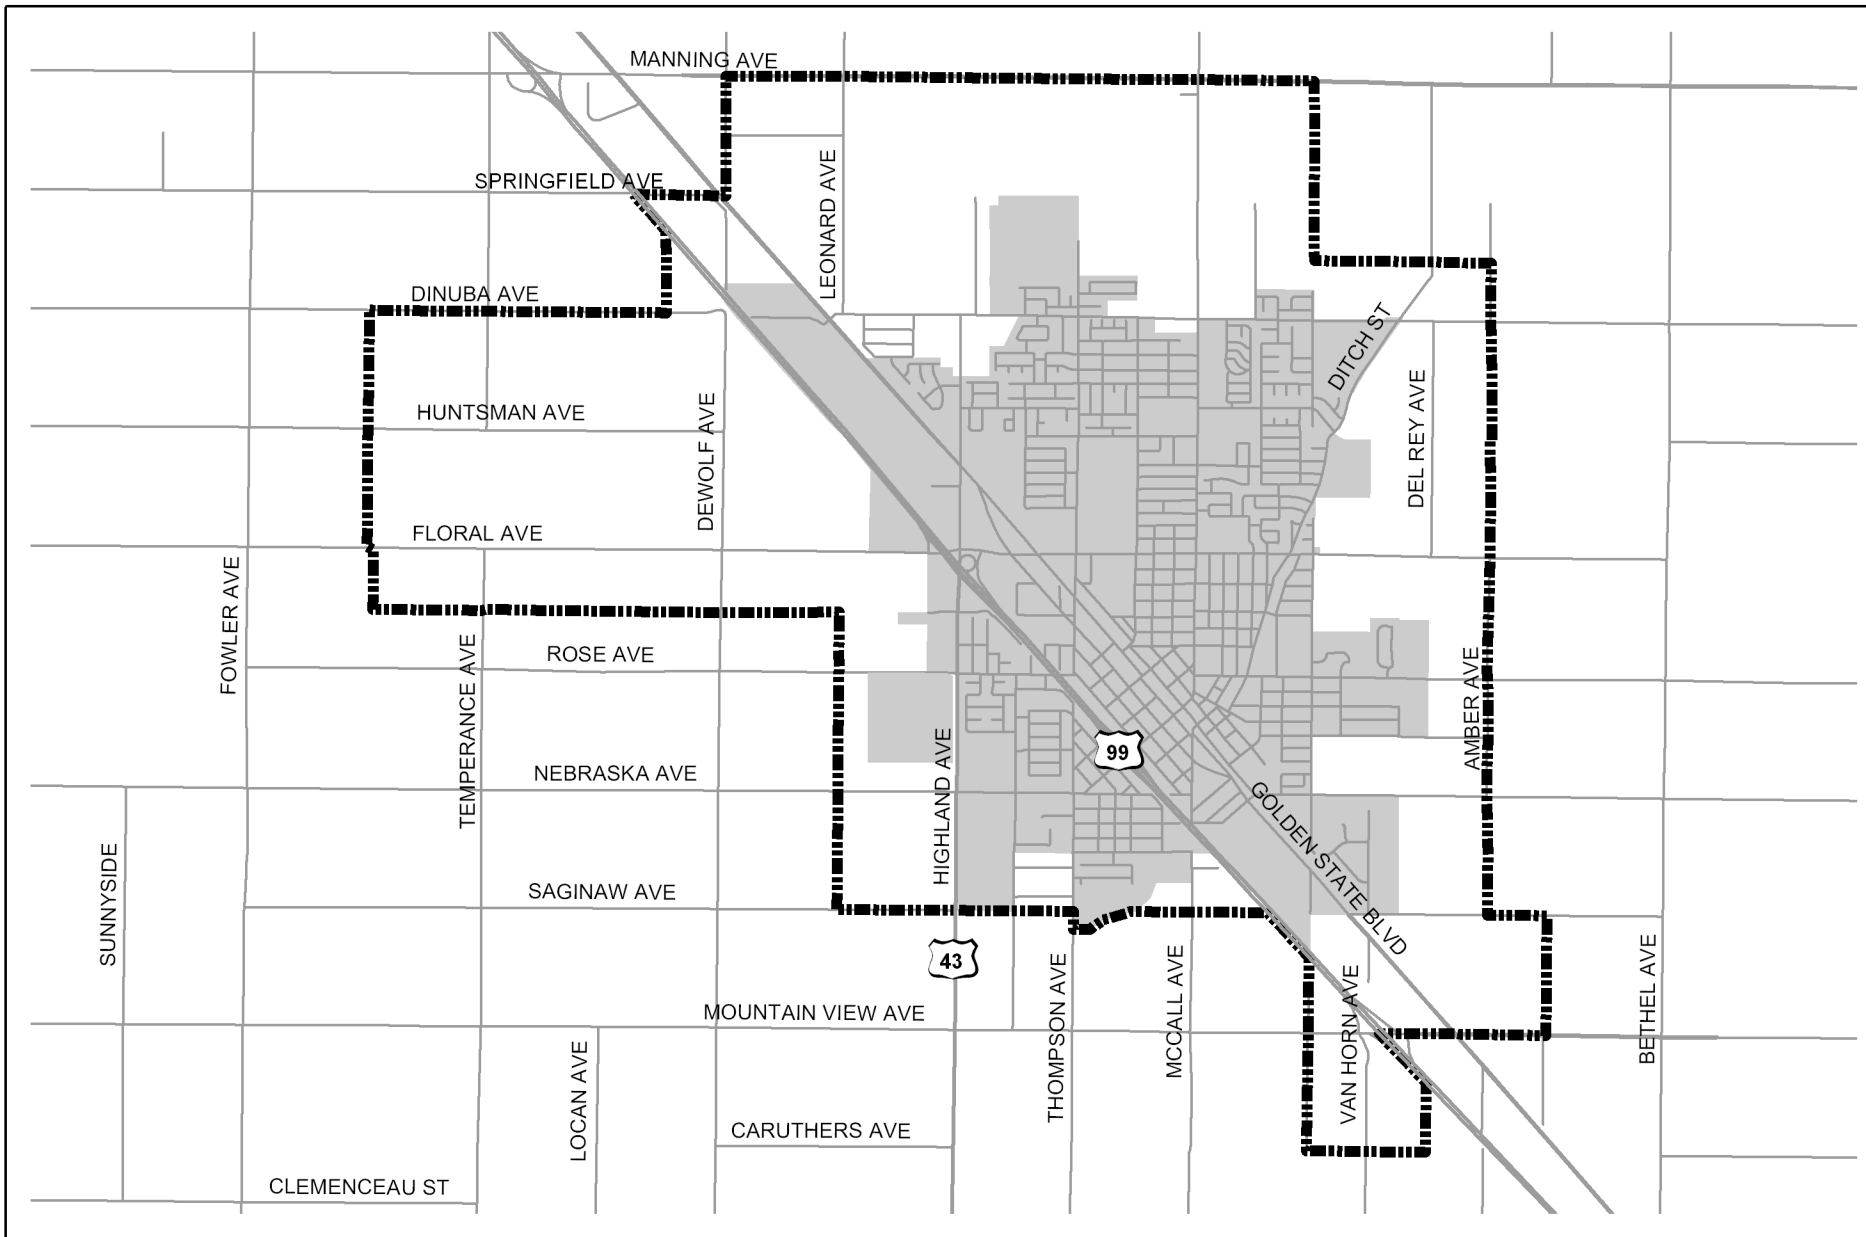 MANNING AVE
SPRINGFIELD AVE
LEONARD AVE
DINUBA AVE
DITCH ST
HUNTSMAN AVE
DEWOLF AVE
DEL REY AVE
FLORAL AVE
FOWLER AVE
TEMPERANCE AVE
ROSE AVE
AMBER AVE
99
HIGHLAND AVE
NEBRASKA AVE
GOLDEN STATE BLVD
SUNNYSIDE
SAGINAW AVE
43
THOMPSON AVE
MCCALL AVE
VAN HORN AVE
BETHEL AVE
MOUNTAIN VIEW AVE
LOCAN AVE
CARUTHERS AVE
CLEMENCEAU ST